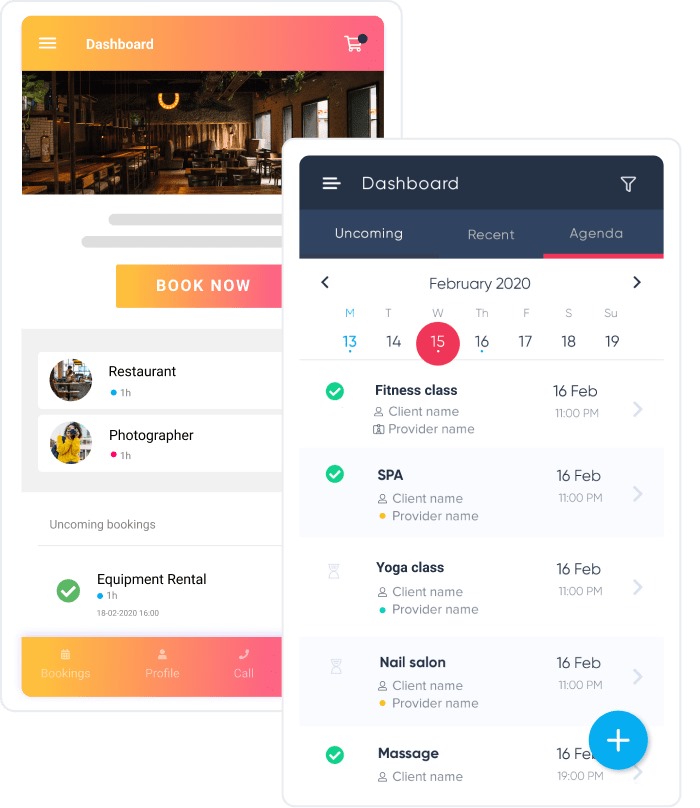 Dashboard
BOOK NOW
Restaurant
1h
Photographer
1h
Uncoming bookings
Equipment Rental
1h
18-02-2020 16.00
Bookings
Profile
Call
Dashboard
Uncoming
Recent
Agenda
February 2020
M T W Th F S Su
13 14 15 16 17 18 19
Fitness class
16 Feb
Client name
11:00 PM
Provider name
SPA
16 Feb
Client name
11:00 PM
Provider name
Yoga class
16 Feb
Client name
11:00 PM
Provider name
Nail salon
16 Feb
Client name
11:00 PM
Provider name
Massage
16 Fe
Client name
19:00 PM